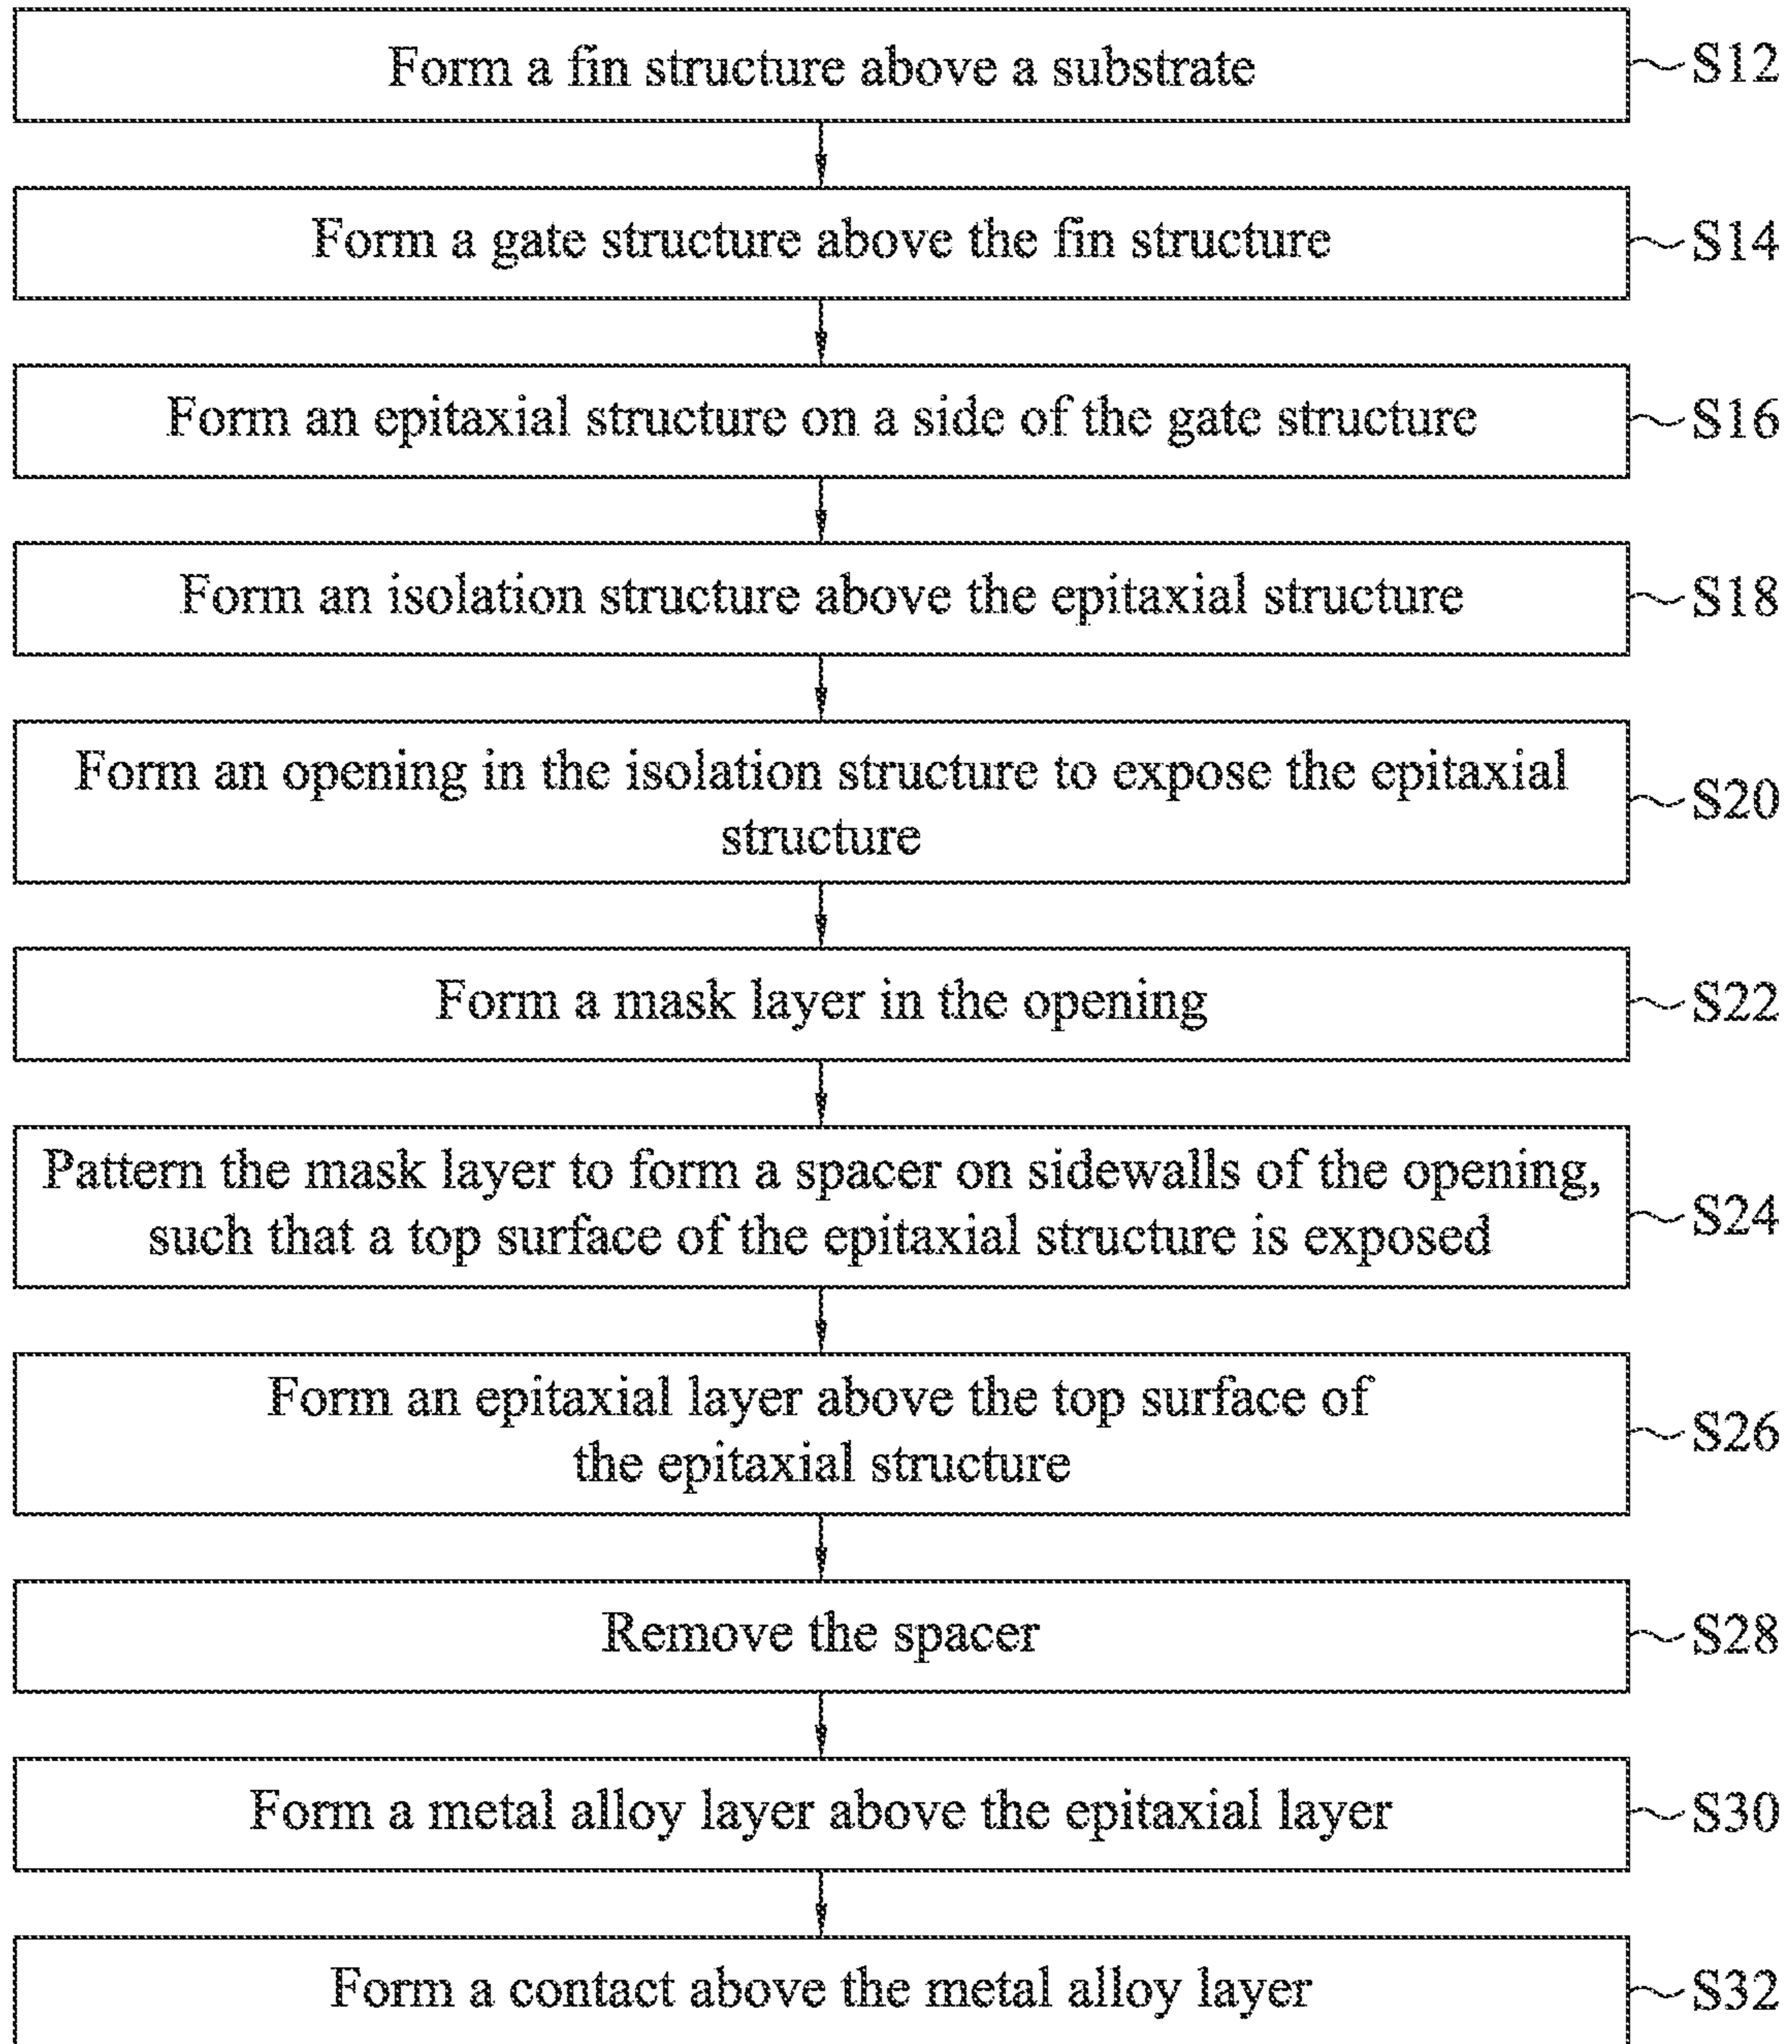 Form a fin structure above a substrate
S12
Form a gate structure above the fin structure
S14
Form an epitaxial structure on a side of the gate structure
S16
Form an isolation structure above the epitaxial structure
S18
Form an opening in the isolation structure to expose the epitaxial
structure
S20
Form a mask layer in the opening
S22
Pattern the mask layer to form a spacer on sidewalls of the opening,
such that a top surface of the epitaxial structure is exposed
S24
Form an epitaxial layer above the top surface of
the epitaxial structure
S26
Remove the spacer
S28
Form a metal alloy layer above the epitaxial layer
S30
Form a contact above the metal alloy layer
S32